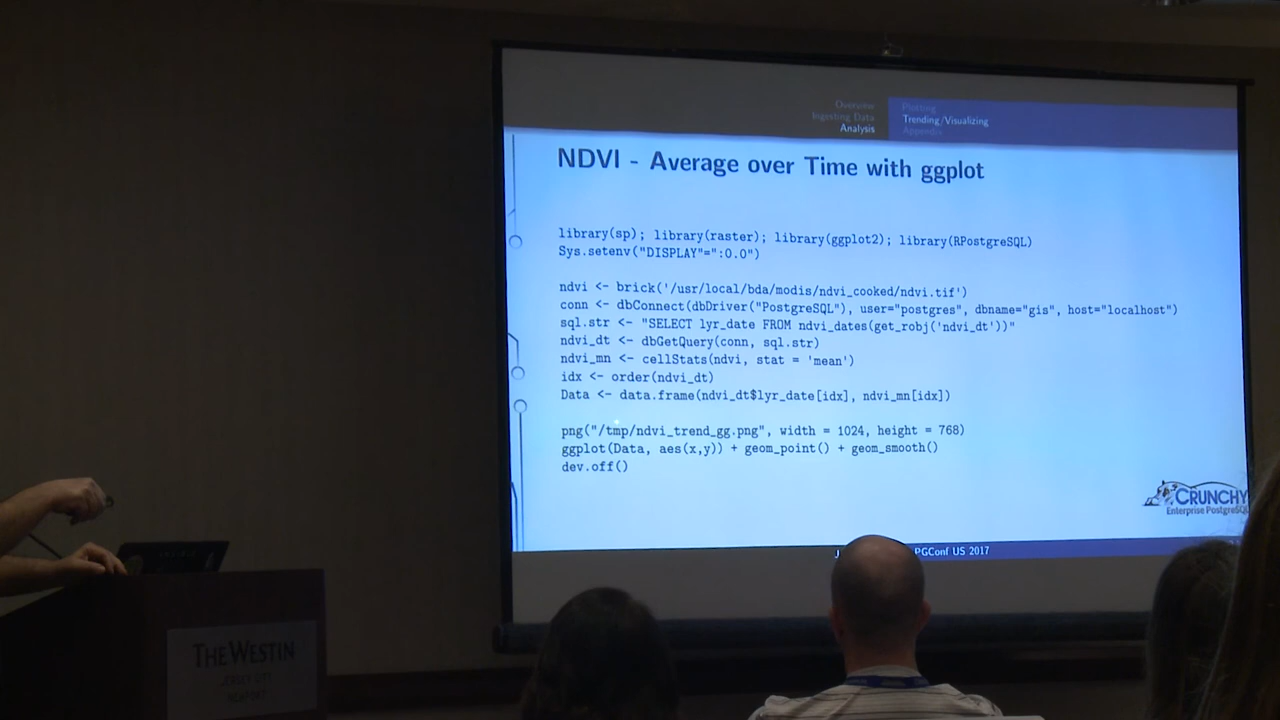 Overview
Ingesting Data
Analysis
Plotting
Trending/Visualizing
Appendix
NDVI - Average over Time with ggplot
library(sp); library(raster); library(ggplot2); library(RPostgreSQL)
Sys.setenv("DISPLAY"=":0.0")
ndvi <- brick('/usr/local/bda/modis/ndvi_cooked/ndvi.tif')
conn <- dbConnect(dbDriver("PostgreSQL"), user="postgres", dbname="gis", host="localhost")
sql.str <- "SELECT lyr_date FROM ndvi_dates(get_robj('ndvi_dt'))"
ndvi_dt <- dbGetQuery(conn, sql.str)
ndvi_mn <- cellStats(ndvi, stat = 'mean')
idx <- order(ndvi_dt)
Data <- data.frame(ndvi_dt$lyr_date[idx], ndvi_mn[idx])
png("/tmp/ndvi_trend_gg.png", width = 1024, height = 768)
ggplot(Data, aes(x,y)) + geom_point() + geom_smooth()
dev.off()
CRUNCHY
Enterprise PostgreSQL
PGConf US 2017
THE WESTIN
JERSEY CITY
NEWPORT